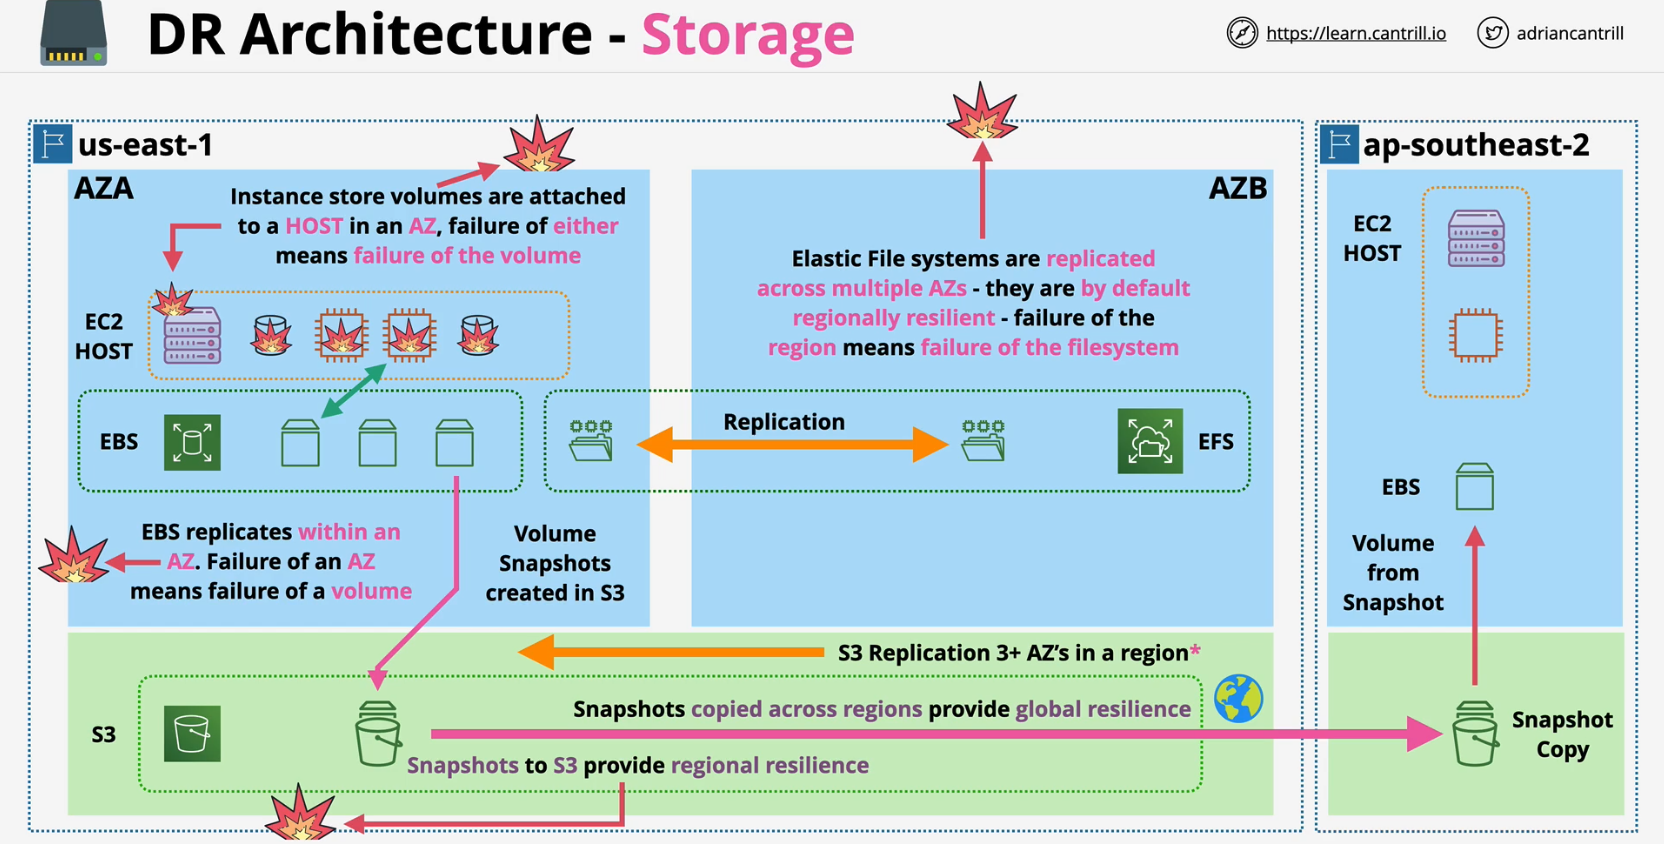 DR Architecture - Storage
https://learn.cantrill.io
adriancantrill
us-east-1
AZA
Instance store volumes are attached
to a HOST in an AZ, failure of either
means failure of the volume
EC2
HOST
EBS
EBS replicates within an
AZ. Failure of an AZ
means failure of a volume
Volume
Snapshots
created in S3
AZB
Elastic File systems are replicated
across multiple AZs - they are by default
regionally resilient - failure of the
region means failure of the filesystem
Replication
EFS
S3 Replication 3+ AZ's in a region*
S3
Snapshots copied across regions provide global resilience
Snapshots to S3 provide regional resilience
ap-southeast-2
EC2
HOST
EBS
Volume
from
Snapshot
Snapshot
Copy